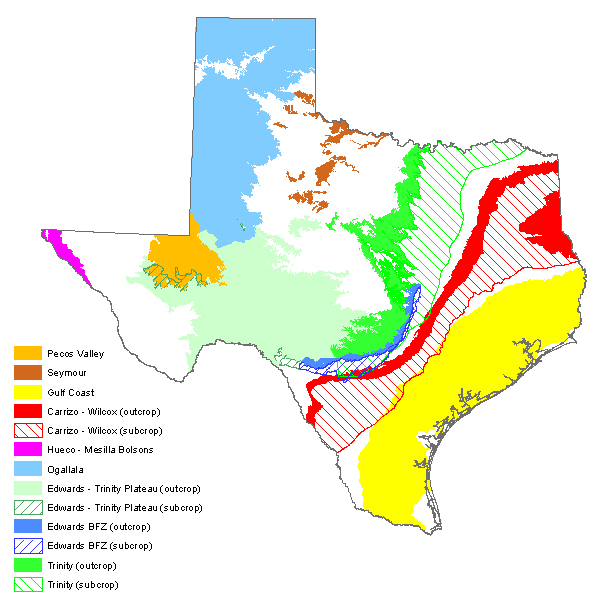 Pecos Valley
Seymour
Gulf Coast
Carrizo - Wilcox (outcrop)
Carrizo - Wilcox (subcrop)
Hueco - Mesilla Bolsons
Ogallala
Edwards - Trinity Plateau (outcrop)
Edwards - Trinity Plateau (subcrop)
Edwards BFZ (outcrop)
Edwards BFZ (subcrop)
Trinity (outcrop)
Trinity (subcrop)